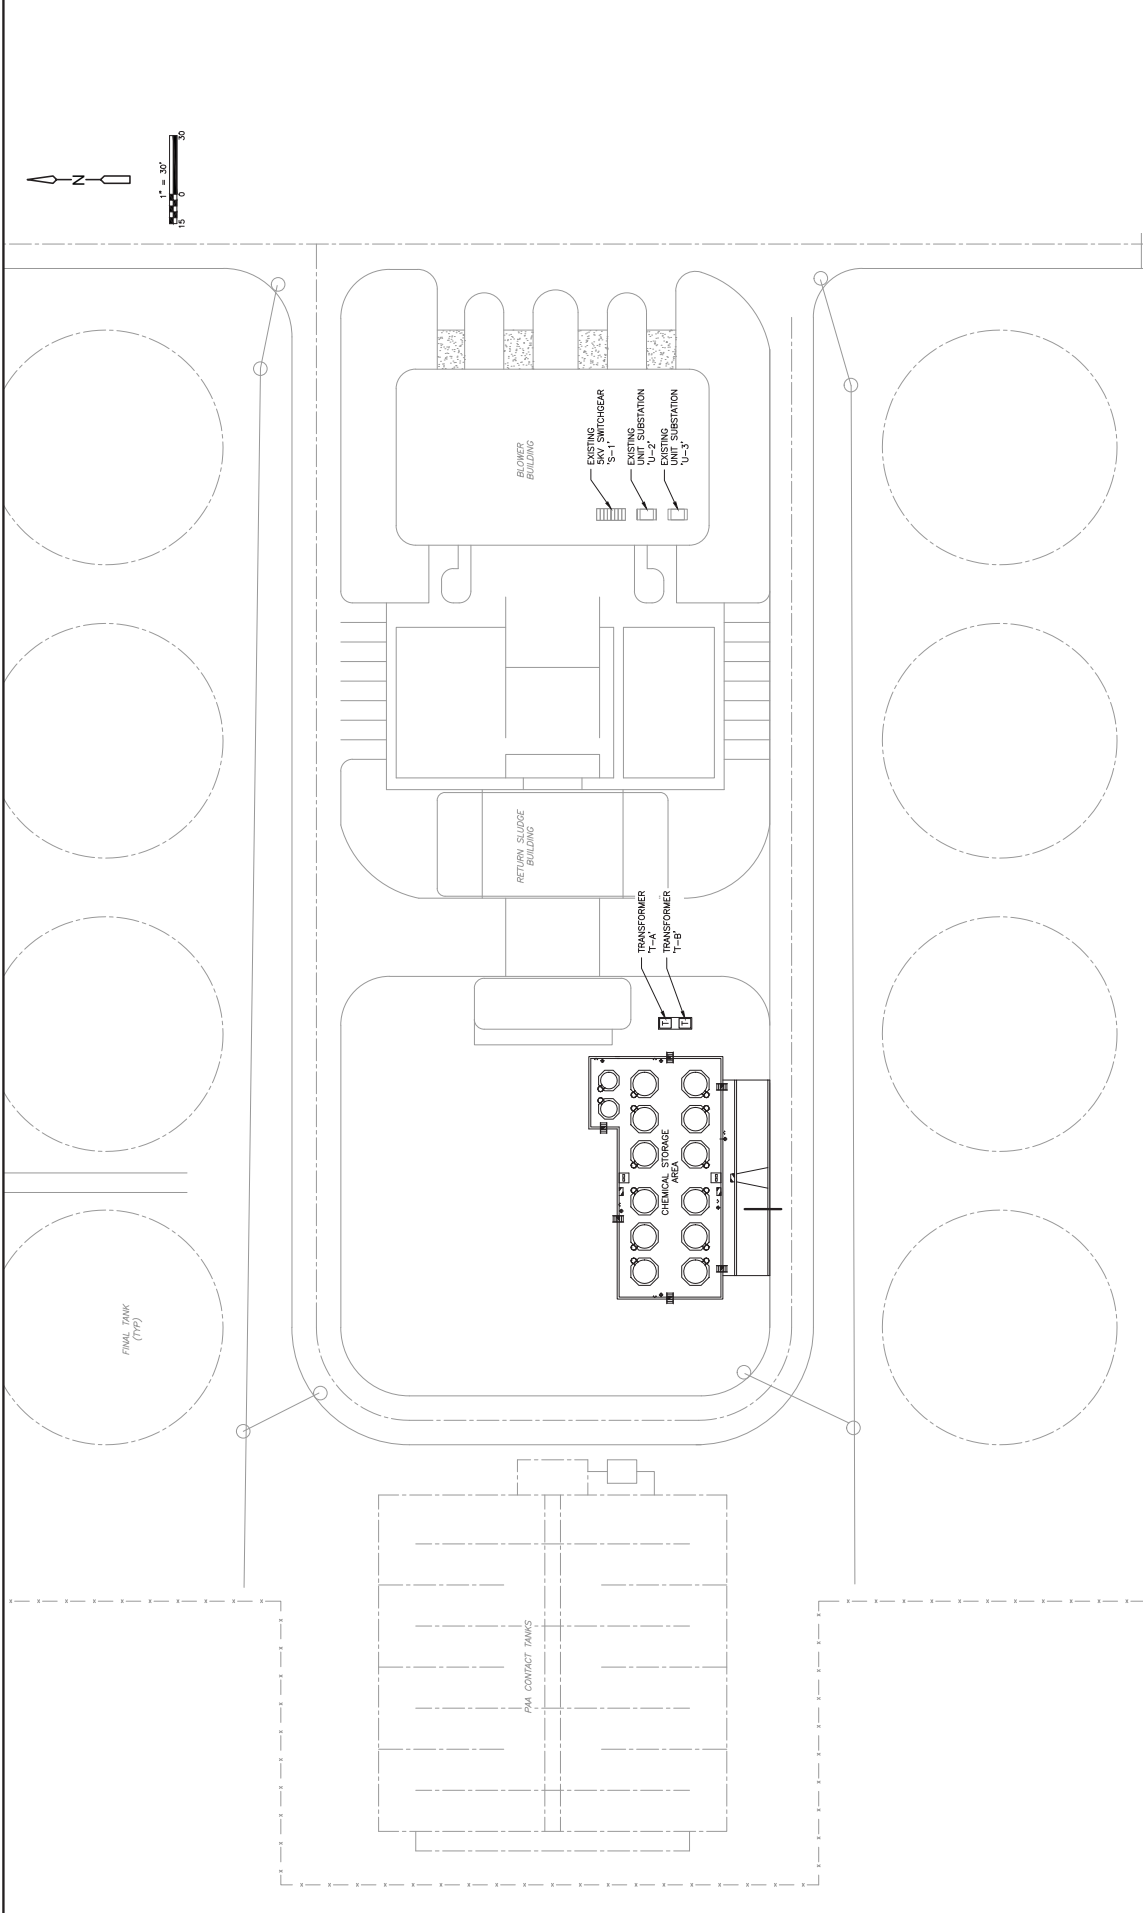 N
1" = 30'
15 0 30
BLOWER
BUILDING
EXISTING
5KV SWITCHGEAR
'S-1'
EXISTING
UNIT SUBSTATION
'U-2'
EXISTING
UNIT SUBSTATION
'U-3'
RETURN SLUDGE
BUILDING
TRANSFORMER
'T-A'
TRANSFORMER
'T-B'
T
T
CHEMICAL STORAGE
AREA
FINAL TANK
(TYP)
PAA CONTACT TANKS